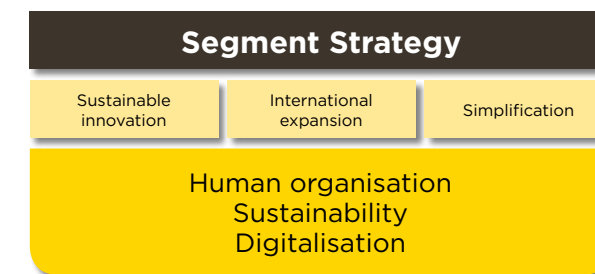 Segment Strategy
Sustainable
innovation
International
expansion
Simplification
Human organisation
Sustainability
Digitalisation